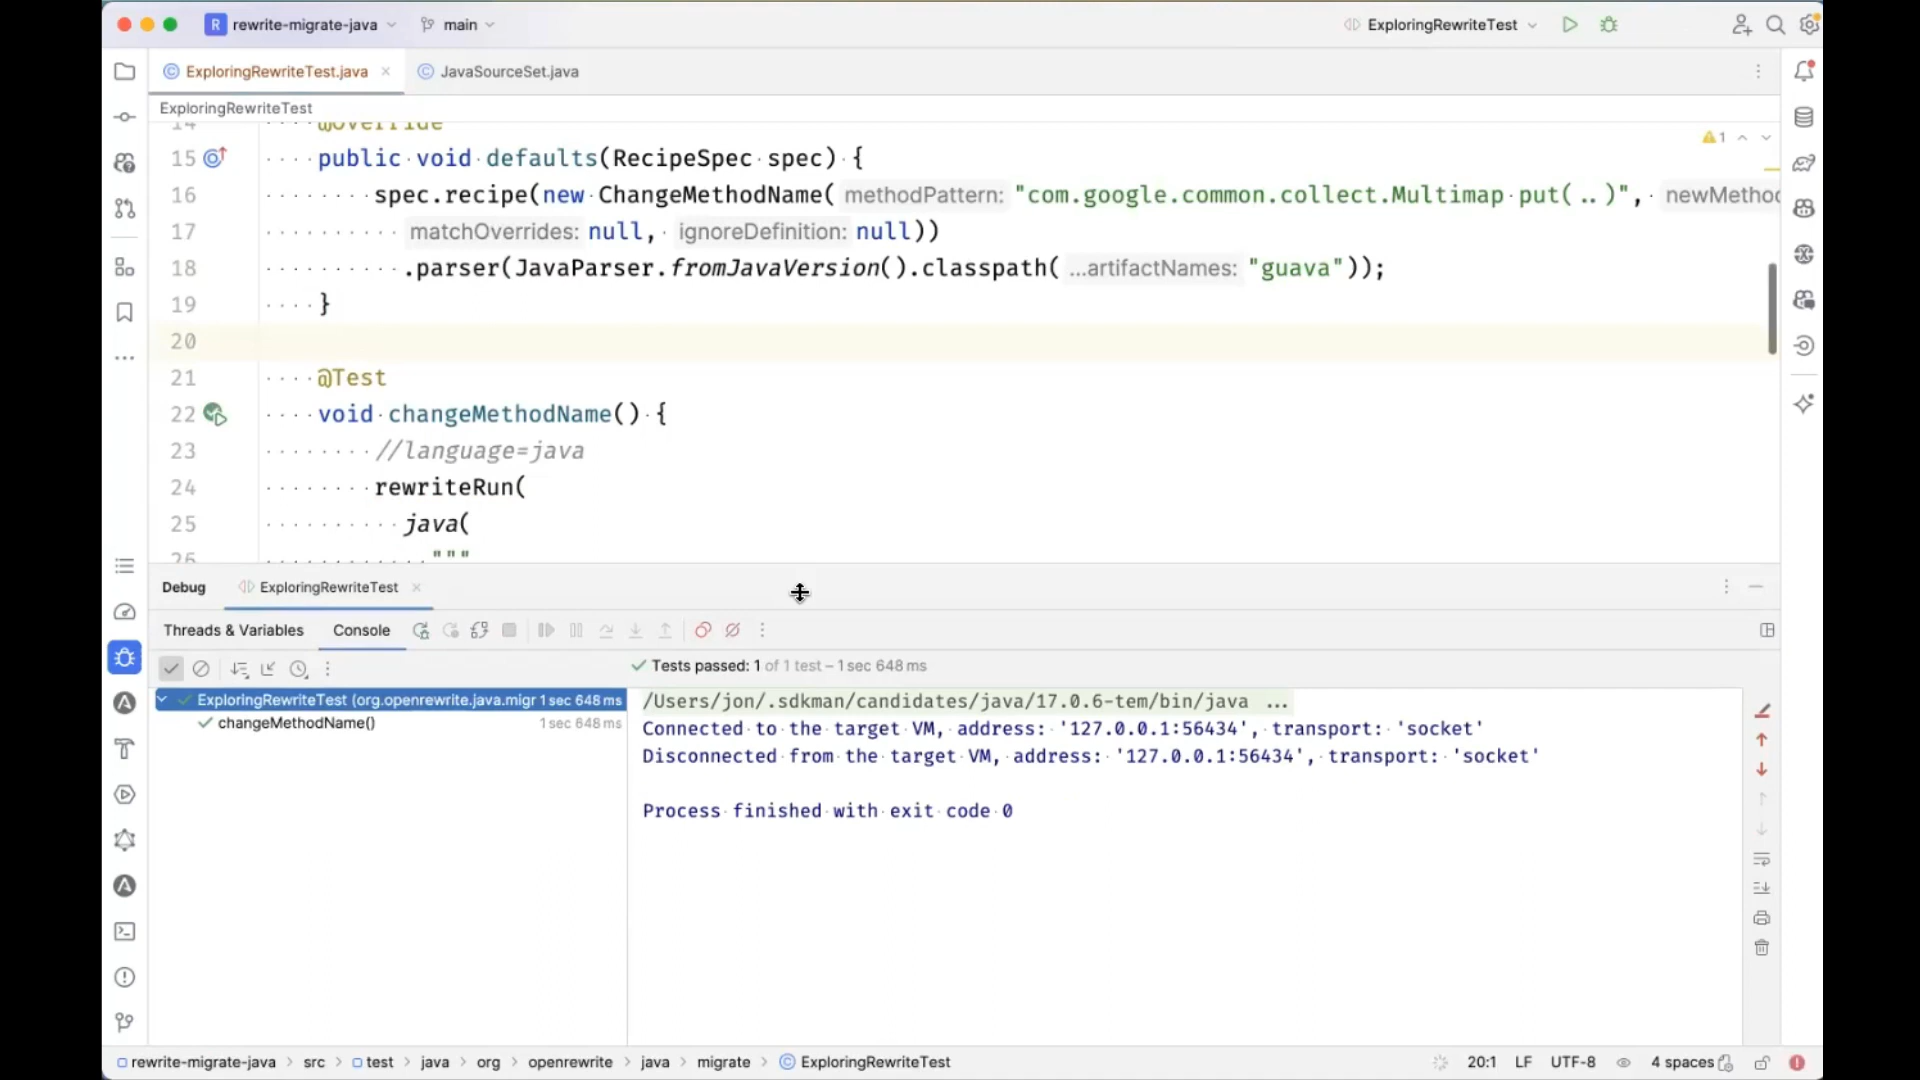 R rewrite-migrate-java main ExploringRewriteTest
ExploringRewriteTest.java JavaSourceSet.java
ExploringRewriteTest
14 @Override
1
15 public void defaults(RecipeSpec spec) {
16 spec.recipe(new ChangeMethodName( methodPattern: "com.google.common.collect.Multimap put(..)", newMethod
17 matchOverrides: null, ignoreDefinition: null))
18 .parser(JavaParser.fromJavaVersion().classpath( ...artifactNames: "guava"));
19 }
20
21 @Test
22 void changeMethodName() {
23 //language=java
24 rewriteRun(
25 java(
26 """
Debug ExploringRewriteTest
Threads & Variables Console
Tests passed: 1 of 1 test – 1 sec 648 ms
ExploringRewriteTest (org.openrewrite.java.migr 1 sec 648 ms
changeMethodName() 1 sec 648 ms
/Users/jon/.sdkman/candidates/java/17.0.6-tem/bin/java ...
Connected to the target VM, address: '127.0.0.1:56434', transport: 'socket'
Disconnected from the target VM, address: '127.0.0.1:56434', transport: 'socket'
Process finished with exit code 0
rewrite-migrate-java > src > test > java > org > openrewrite > java > migrate > ExploringRewriteTest 20:1 LF UTF-8 4 spaces